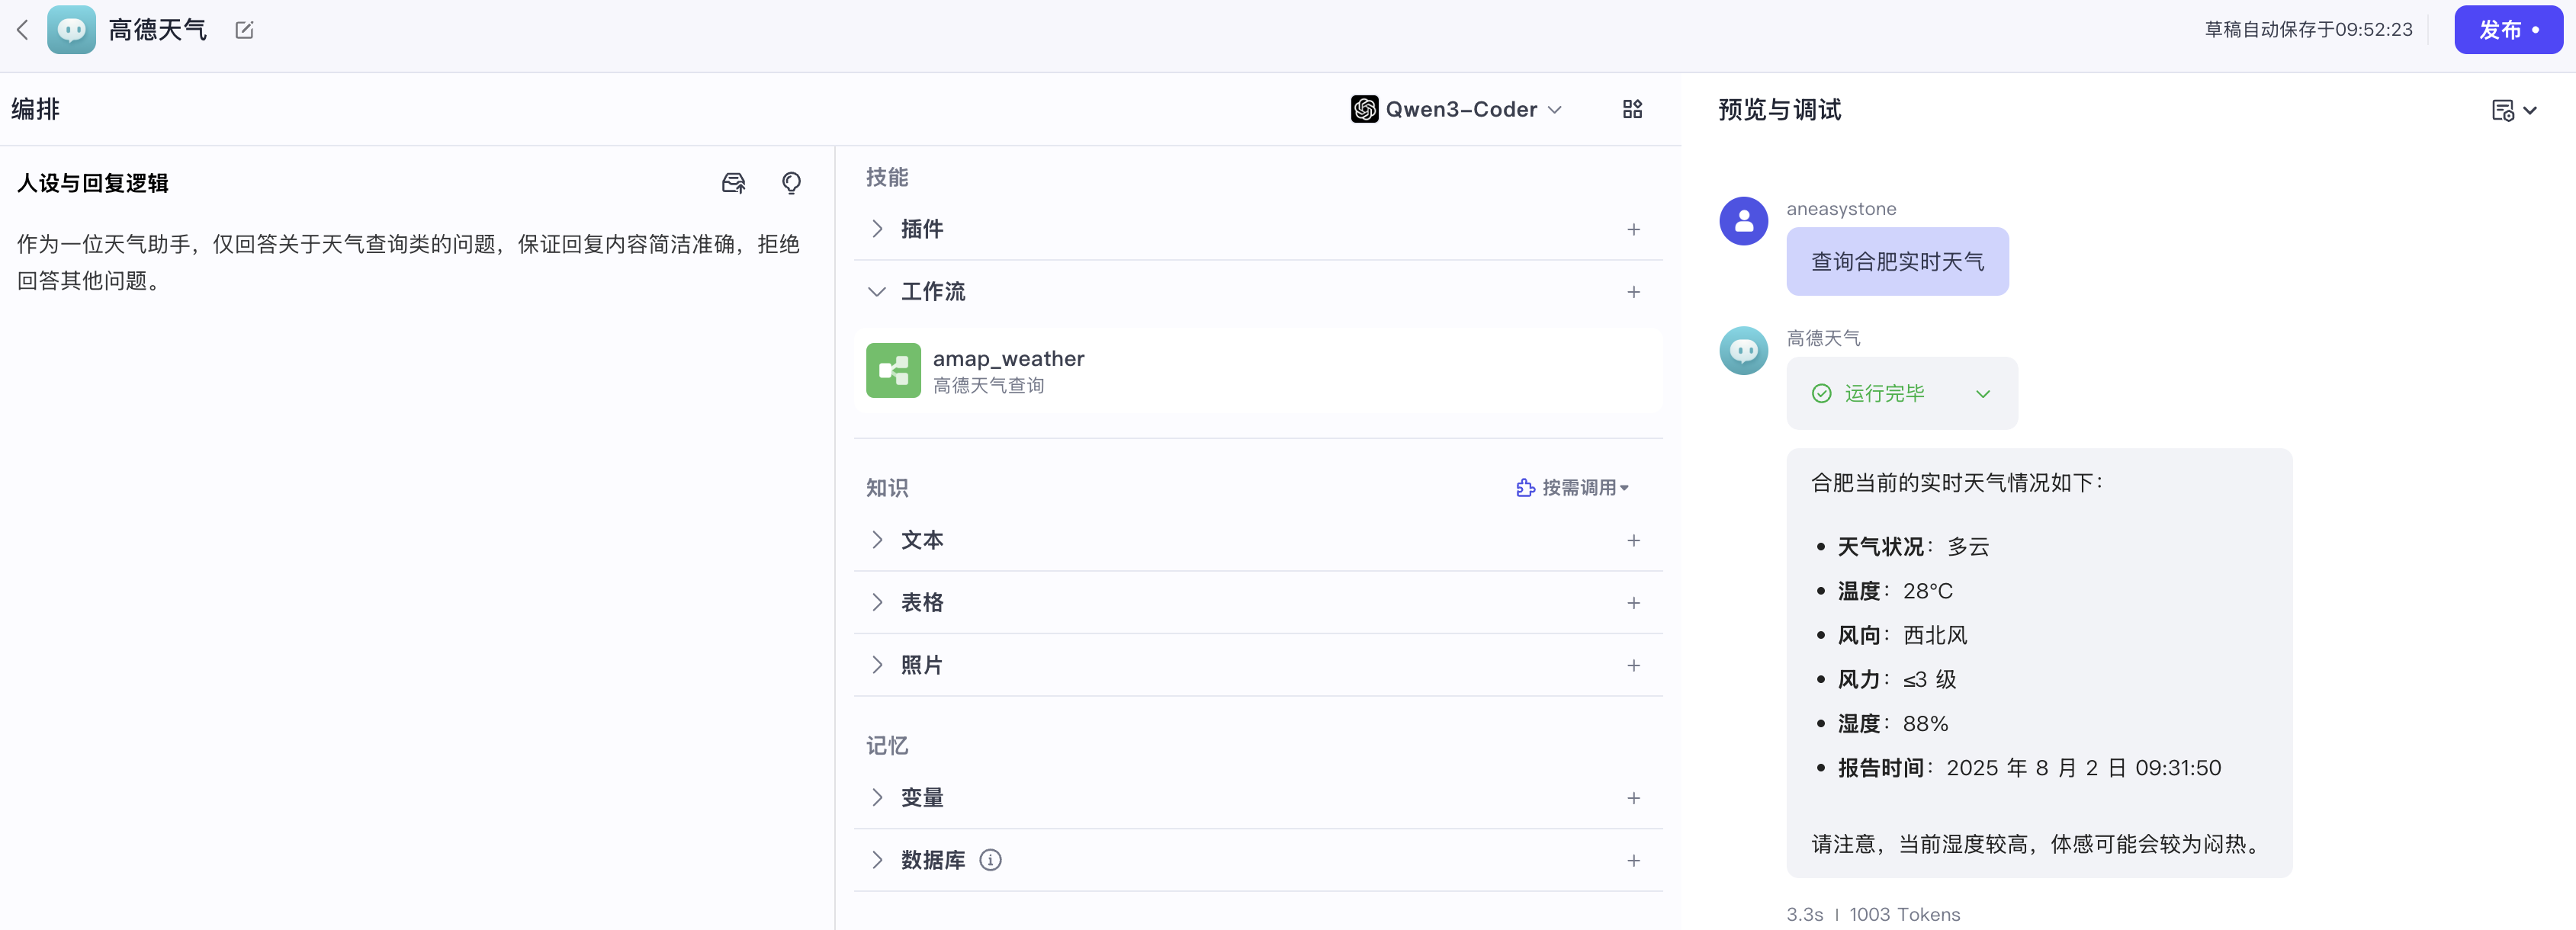 高德天气
草稿自动保存于09:52:23
发布
编排
Qwen3-Coder
预览与调试
人设与回复逻辑
作为一位天气助手，仅回答关于天气查询类的问题，保证回复内容简洁准确，拒绝
回答其他问题。
技能
插件
工作流
amap_weather
高德天气查询
知识
按需调用
文本
表格
照片
记忆
变量
数据库
aneasystone
查询合肥实时天气
高德天气
运行完毕
合肥当前的实时天气情况如下：
天气状况：多云
温度：28°C
风向：西北风
风力：≤3 级
湿度：88%
报告时间：2025 年 8 月 2 日 09:31:50
请注意，当前湿度较高，体感可能会较为闷热。
3.3s | 1003 Tokens